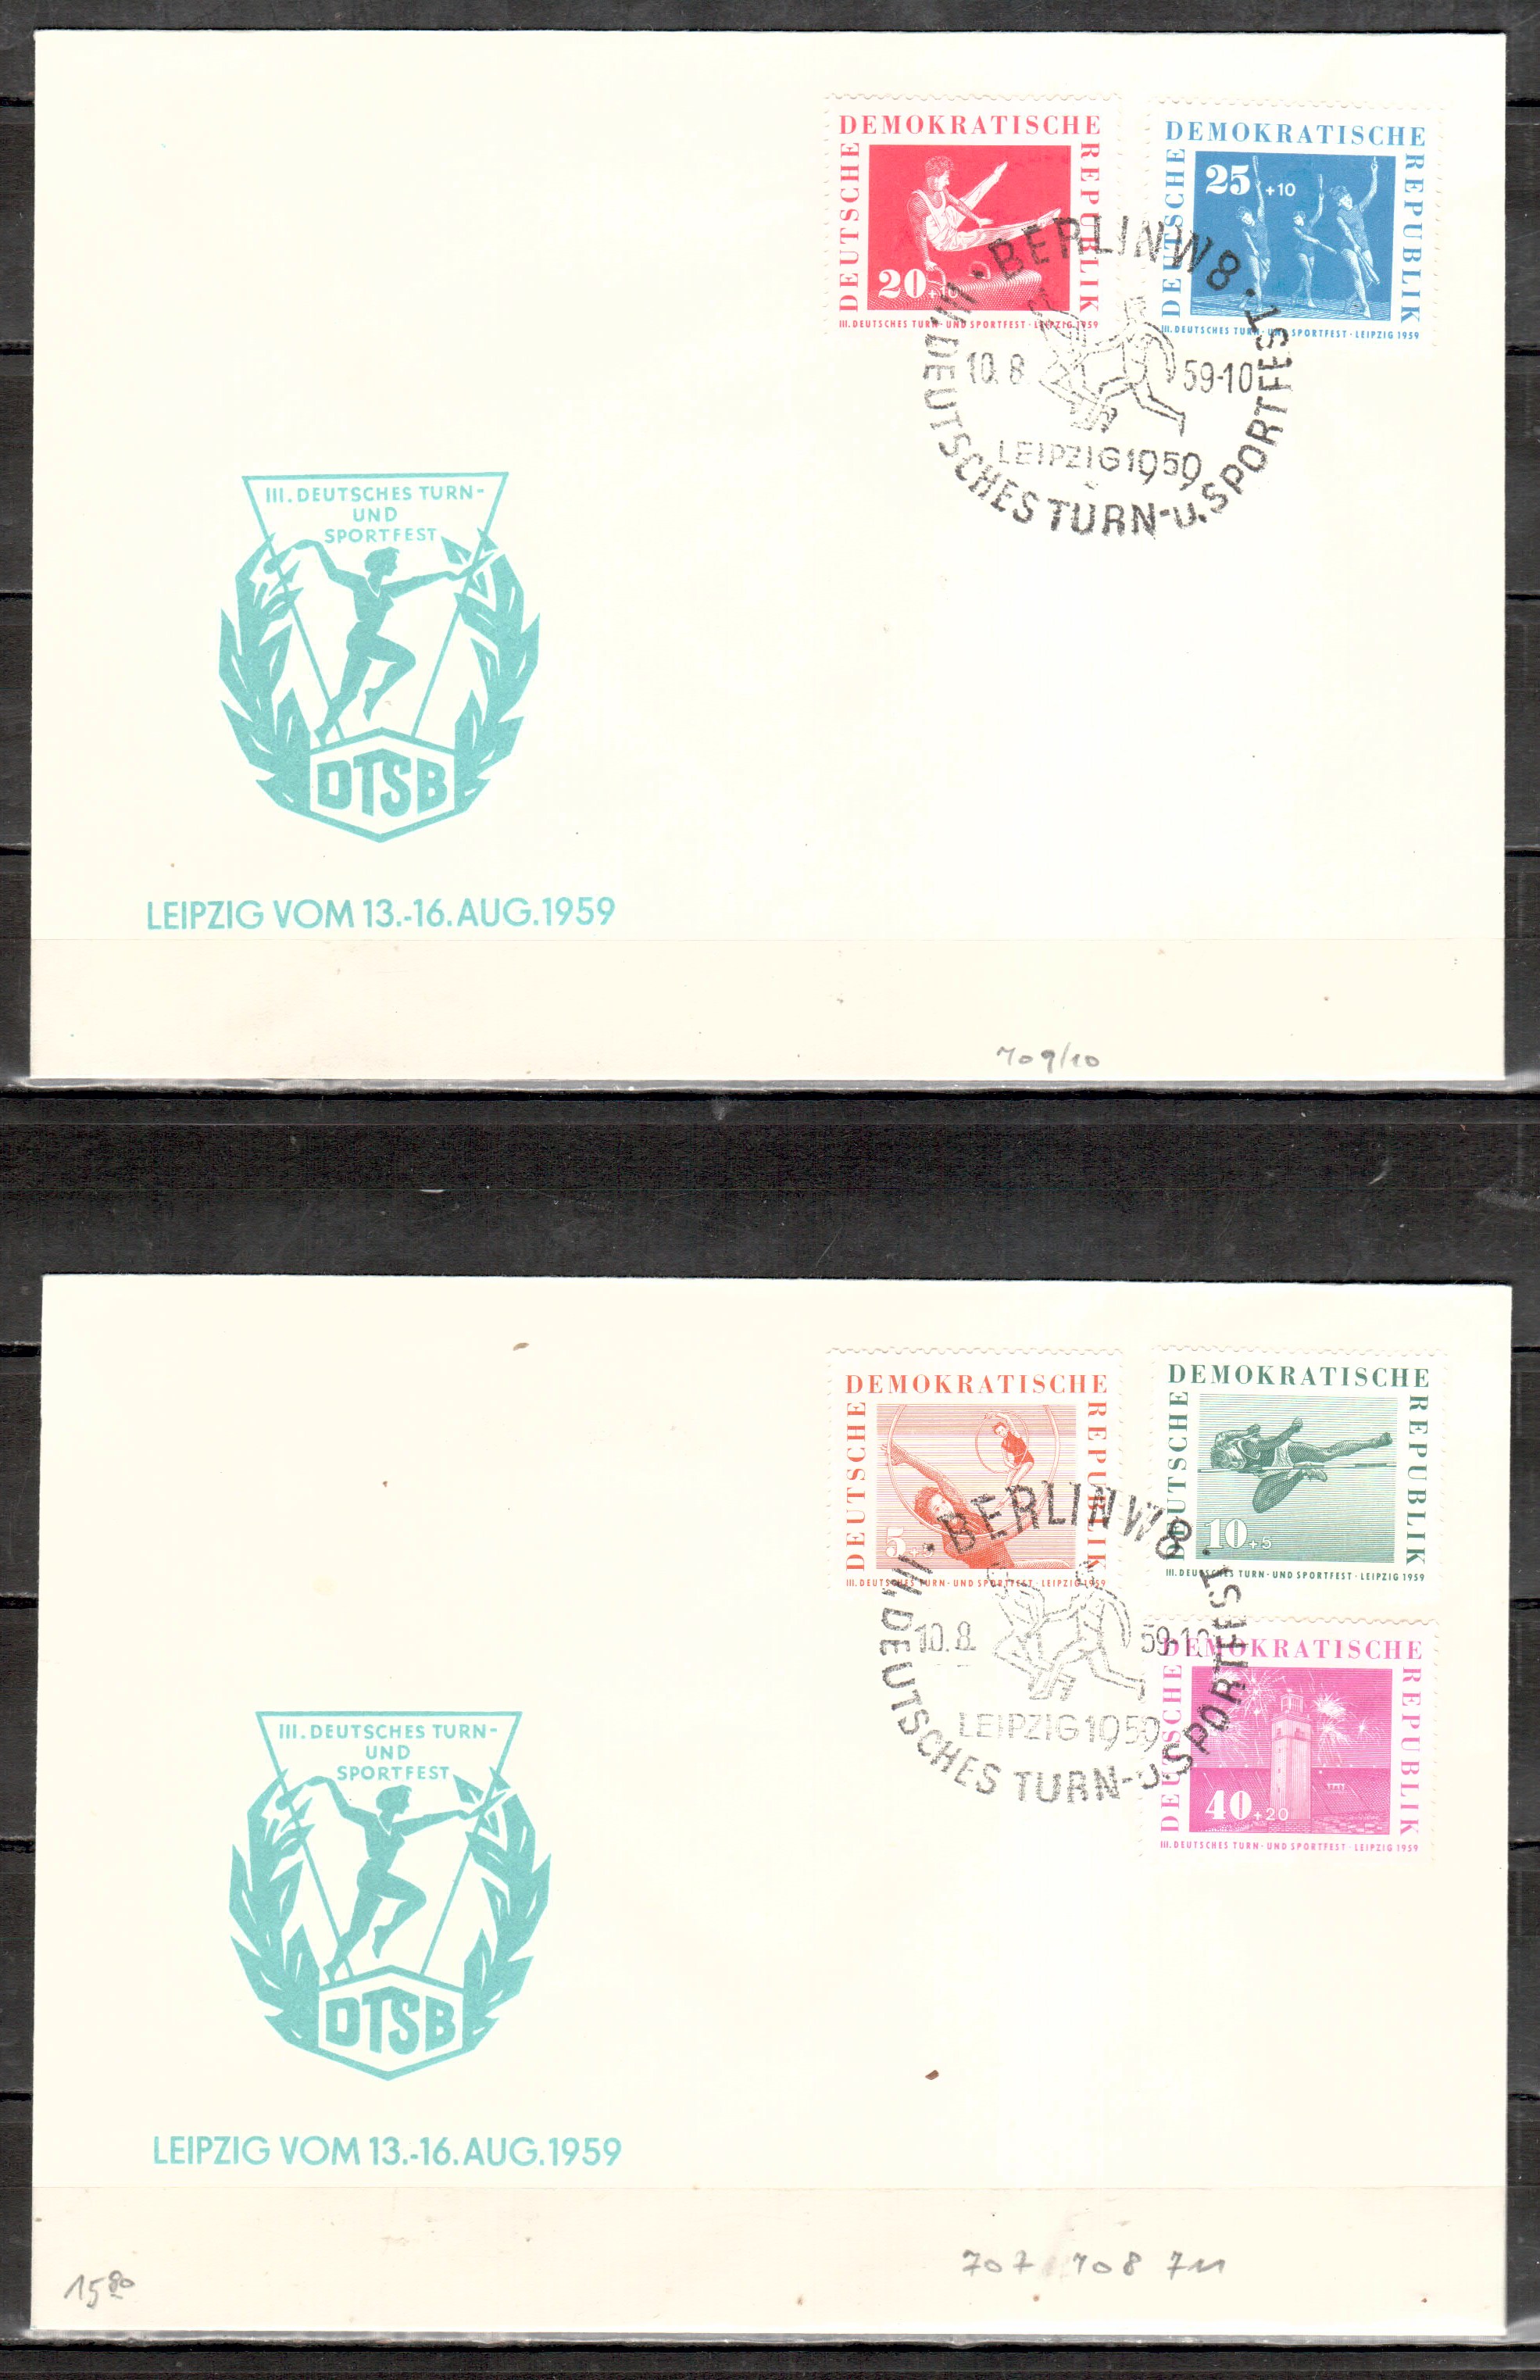 DEMOKRATISCHE
DEUTSCHE
REPUBLIK
20+10
III. DEUTSCHES TURN- UND SPORTFEST · LEIPZIG 1959
DEMOKRATISCHE
DEUTSCHE
REPUBLIK
25 +10
III. DEUTSCHES TURN- UND SPORTFEST · LEIPZIG 1959
· BERLIN W 8 ·
10.8. 59-10
LEIPZIG 1959
III. DEUTSCHES TURN- u. SPORTFEST
III. DEUTSCHES TURN-
UND
SPORTFEST
DTSB
LEIPZIG VOM 13.-16. AUG. 1959
709/10
DEMOKRATISCHE
DEUTSCHE
REPUBLIK
5+5
III. DEUTSCHES TURN- UND SPORTFEST · LEIPZIG 1959
DEMOKRATISCHE
DEUTSCHE
REPUBLIK
10+5
III. DEUTSCHES TURN- UND SPORTFEST · LEIPZIG 1959
· BERLIN W 8 ·
10.8. 59-10
LEIPZIG 1959
III. DEUTSCHES TURN- u. SPORTFEST
DEMOKRATISCHE
DEUTSCHE
REPUBLIK
40+20
III. DEUTSCHES TURN- UND SPORTFEST · LEIPZIG 1959
III. DEUTSCHES TURN-
UND
SPORTFEST
DTSB
LEIPZIG VOM 13.-16. AUG. 1959
707 708 711
15 80